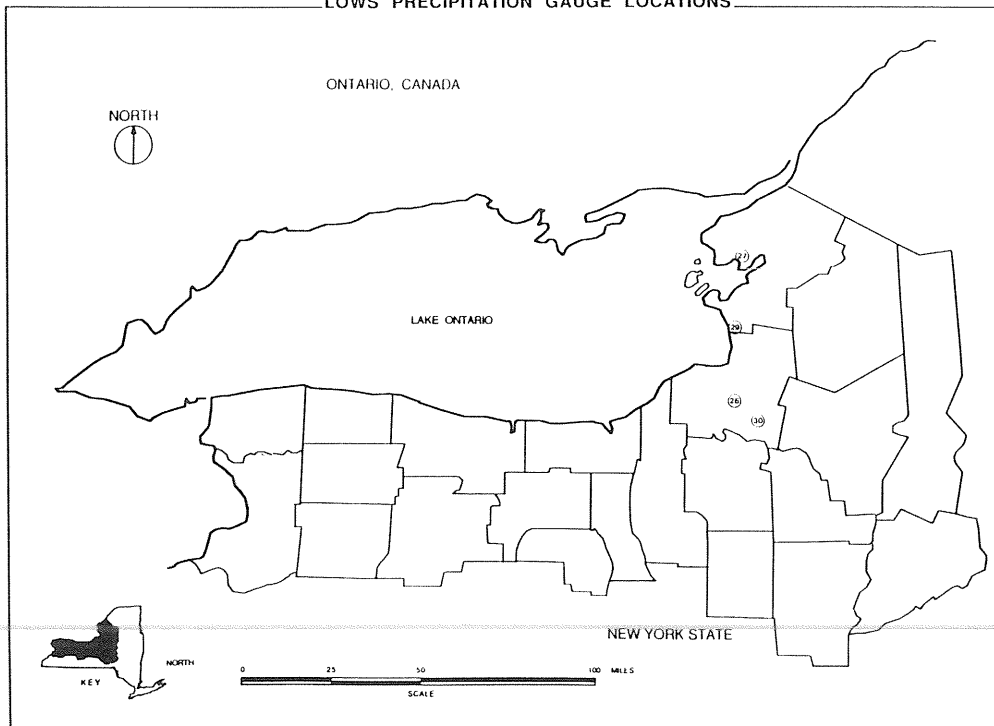 LOWS PRECIPITATION GAUGE LOCATIONS
ONTARIO, CANADA
NORTH
27
LAKE ONTARIO
29
26
30
NEW YORK STATE
NORTH
KEY
0 25 50 100 MILES
SCALE